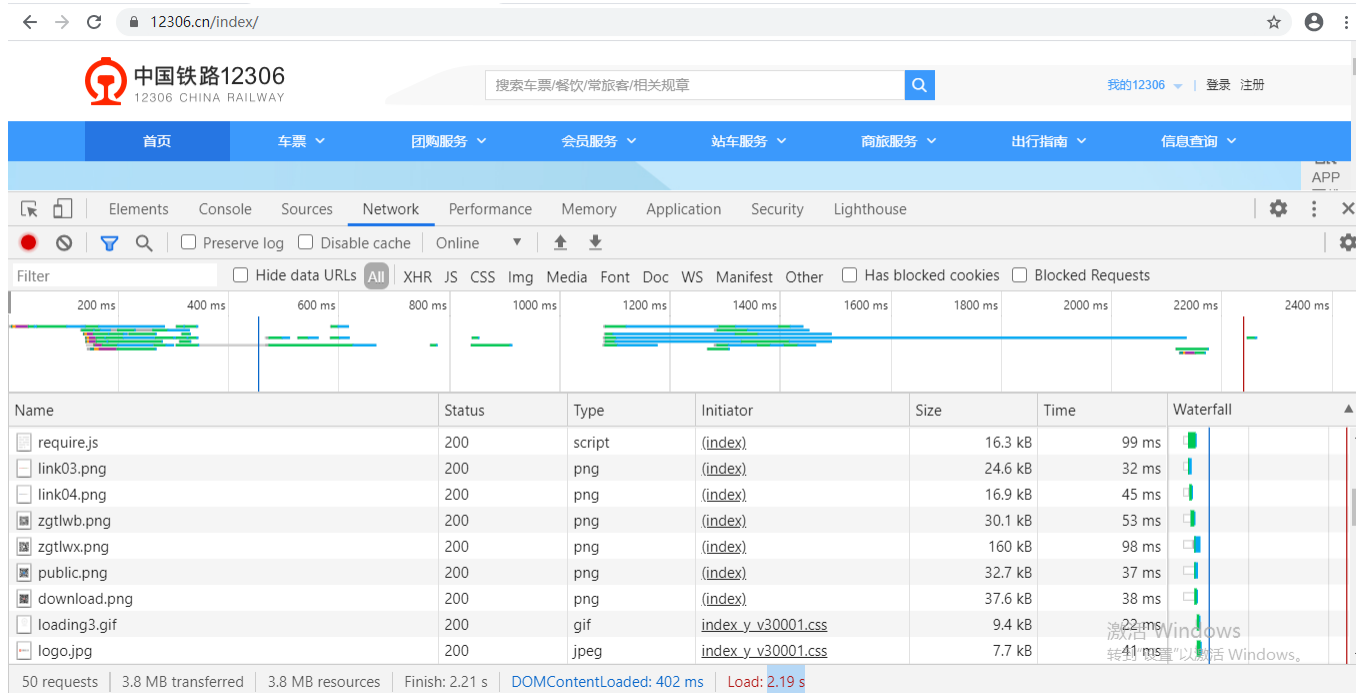 12306.cn/index/
中国铁路12306
12306 CHINA RAILWAY
搜索车票/餐饮/常旅客/相关规章
我的12306 | 登录 注册
首页 车票 团购服务 会员服务 站车服务 商旅服务 出行指南 信息查询
APP
Elements Console Sources Network Performance Memory Application Security Lighthouse
Preserve log Disable cache Online
Filter Hide data URLs All XHR JS CSS Img Media Font Doc WS Manifest Other Has blocked cookies Blocked Requests
200 ms 400 ms 600 ms 800 ms 1000 ms 1200 ms 1400 ms 1600 ms 1800 ms 2000 ms 2200 ms 2400 ms
Name Status Type Initiator Size Time Waterfall
require.js 200 script (index) 16.3 kB 99 ms
link03.png 200 png (index) 24.6 kB 32 ms
link04.png 200 png (index) 16.9 kB 45 ms
zgtlwb.png 200 png (index) 30.1 kB 53 ms
zgtlwx.png 200 png (index) 160 kB 98 ms
public.png 200 png (index) 32.7 kB 37 ms
download.png 200 png (index) 37.6 kB 38 ms
loading3.gif 200 gif index_y_v30001.css 9.4 kB 22 ms
激活 Windows
logo.jpg 200 jpeg index_y_v30001.css 7.7 kB 41 ms
转到"设置"以激活 Windows。
50 requests 3.8 MB transferred 3.8 MB resources Finish: 2.21 s DOMContentLoaded: 402 ms Load: 2.19 s